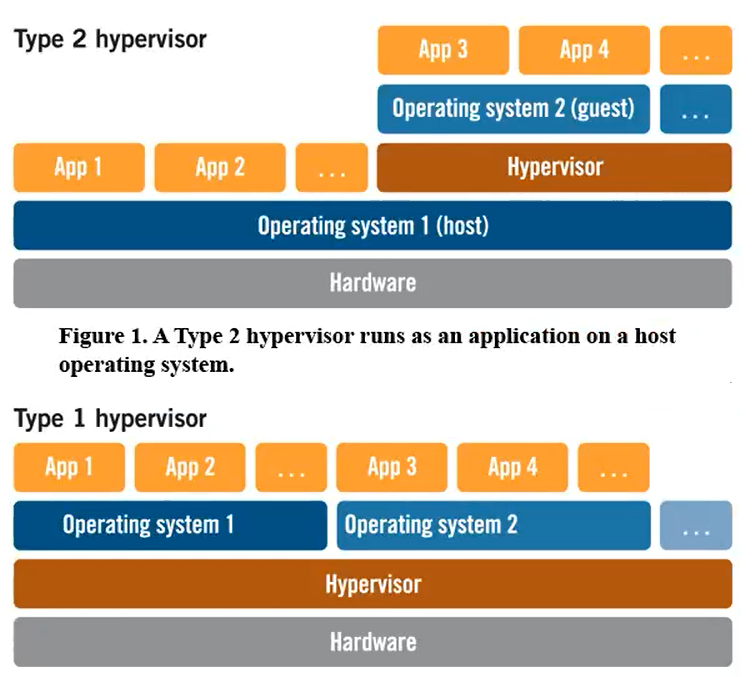 Type 2 hypervisor
App 3 App 4 ...
Operating system 2 (guest) ...
App 1 App 2 ... Hypervisor
Operating system 1 (host)
Hardware
Figure 1. A Type 2 hypervisor runs as an application on a host
operating system.
Type 1 hypervisor
App 1 App 2 ... App 3 App 4 ...
Operating system 1 Operating system 2 ...
Hypervisor
Hardware